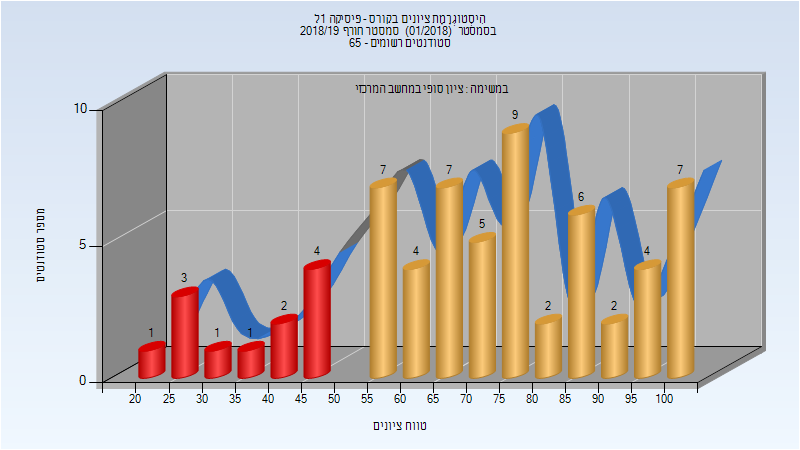 היסטוגרמת ציונים בקורס - פיסיקה 1ל
בסמסטר (01/2018) סמסטר חורף 2018/19
סטודנטים רשומים - 65
במשימה : ציון סופי במחשב המרכזי
מספר סטודנטים
10
5
0
1 3 1 1 2 4 7 4 7 5 9 2 6 2 4 7
20 25 30 35 40 45 50 55 60 65 70 75 80 85 90 95 100
טווח ציונים